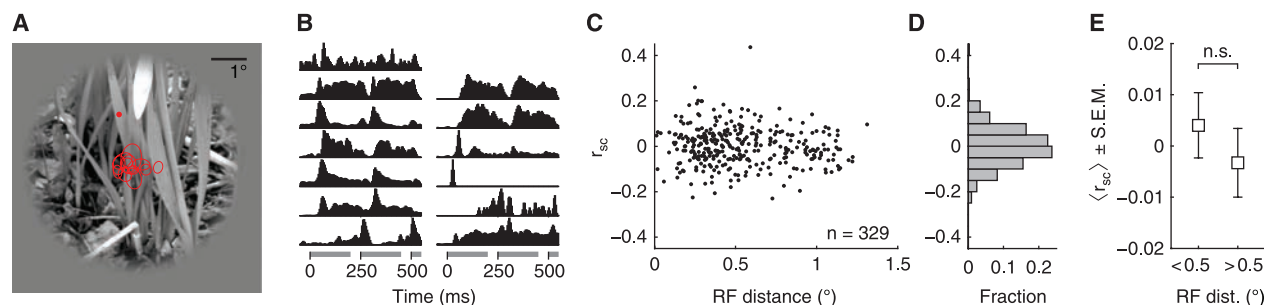 A
1°
B
0
250
500
0
250
500
Time (ms)
C
r_sc
0.4
0.2
0
−0.2
−0.4
n = 329
0
0.5
1
1.5
RF distance (°)
D
0.4
0.2
0
−0.2
−0.4
0
0.1
0.2
Fraction
E
⟨r_sc⟩ ± S.E.M.
0.02
0.01
0
−0.01
−0.02
n.s.
<0.5
>0.5
RF dist. (°)